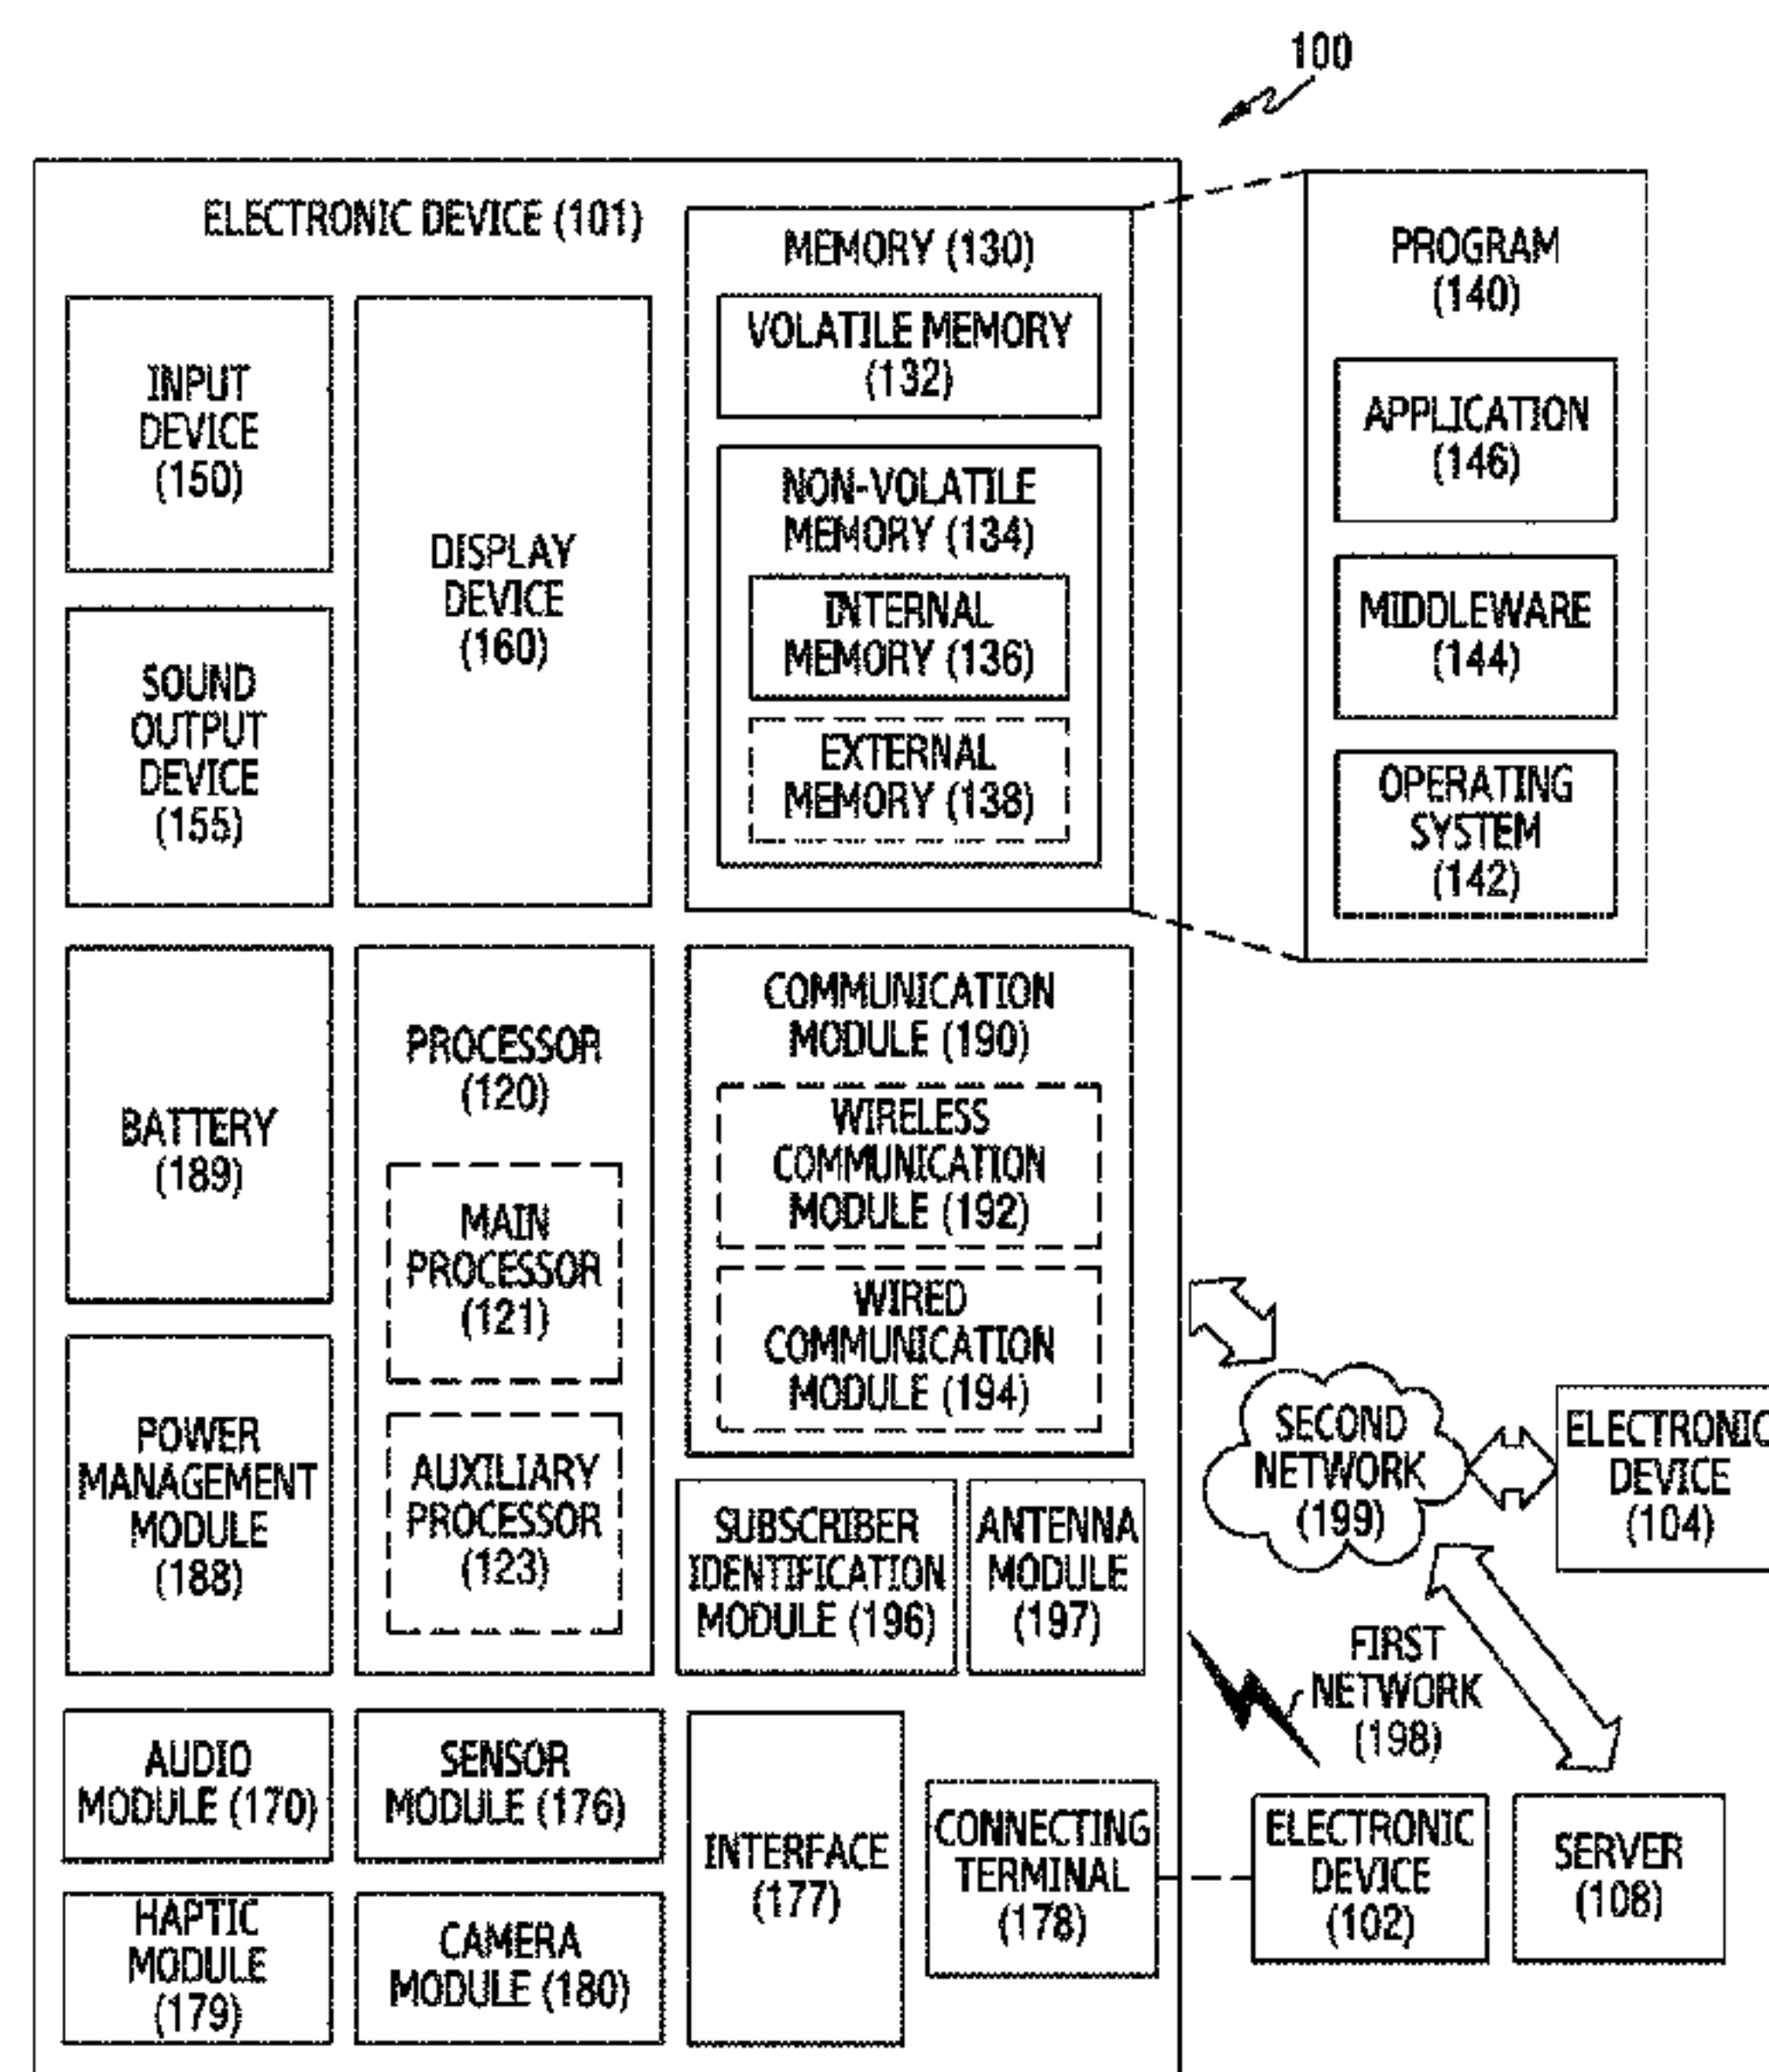 100
ELECTRONIC DEVICE (101)
INPUT
DEVICE
(150)
SOUND
OUTPUT
DEVICE
(155)
DISPLAY
DEVICE
(160)
MEMORY (130)
VOLATILE MEMORY
(132)
NON-VOLATILE
MEMORY (134)
INTERNAL
MEMORY (136)
EXTERNAL
MEMORY (138)
PROGRAM
(140)
APPLICATION
(146)
MIDDLEWARE
(144)
OPERATING
SYSTEM
(142)
BATTERY
(189)
POWER
MANAGEMENT
MODULE
(188)
PROCESSOR
(120)
MAIN
PROCESSOR
(121)
AUXILIARY
PROCESSOR
(123)
COMMUNICATION
MODULE (190)
WIRELESS
COMMUNICATION
MODULE (192)
WIRED
COMMUNICATION
MODULE (194)
SUBSCRIBER
IDENTIFICATION
MODULE (196)
ANTENNA
MODULE
(197)
SECOND
NETWORK
(199)
ELECTRONIC
DEVICE
(104)
FIRST
NETWORK
(198)
AUDIO
MODULE (170)
SENSOR
MODULE (176)
INTERFACE
(177)
CONNECTING
TERMINAL
(178)
ELECTRONIC
DEVICE
(102)
SERVER
(108)
HAPTIC
MODULE
(179)
CAMERA
MODULE (180)